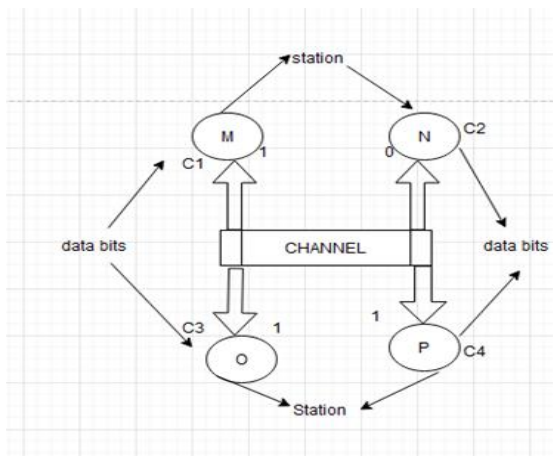 station
M
N
C2
1
0
C1
data bits
CHANNEL
data bits
C3
1
1
O
P
C4
Station